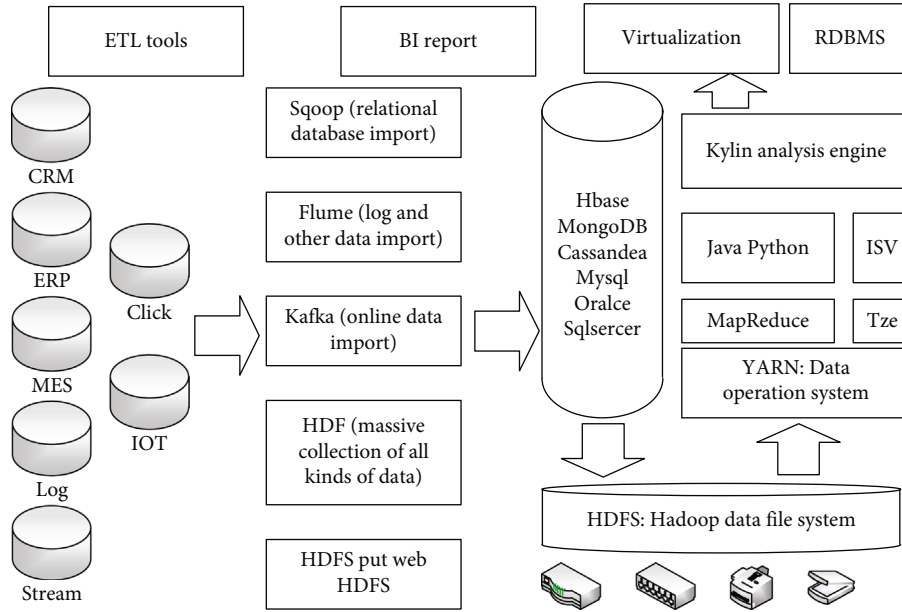 ETL tools
BI report
Virtualization
RDBMS
CRM
ERP
MES
Log
Stream
Click
IOT
Sqoop (relational
database import)
Flume (log and
other data import)
Kafka (online data
import)
HDF (massive
collection of all
kinds of data)
HDFS put web
HDFS
Hbase
MongoDB
Cassandea
Mysql
Oralce
Sqlsercer
Kylin analysis engine
Java Python
ISV
MapReduce
Tze
YARN: Data
operation system
HDFS: Hadoop data file system